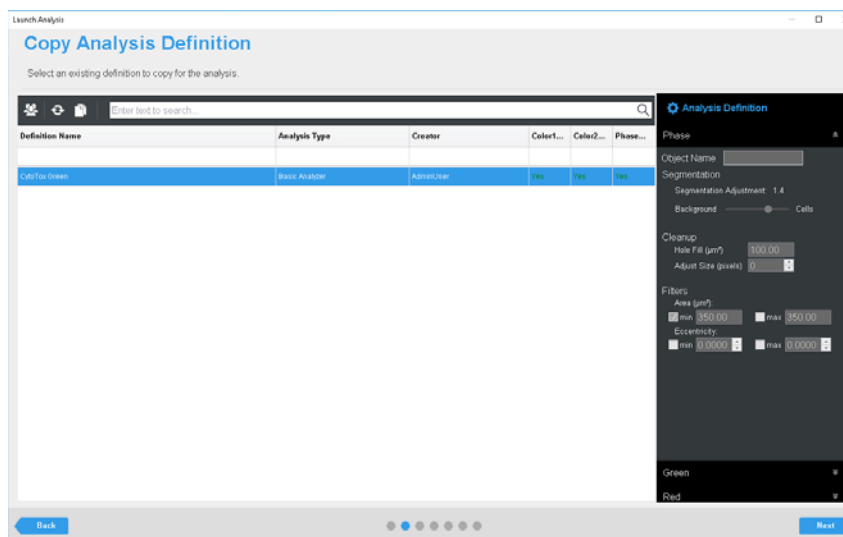 Launch Analysis
Copy Analysis Definition
Select an existing definition to copy for the analysis.
Enter text to search...
Definition Name Analysis Type Creator Color1... Color2... Phase...
CytoTox Green Basic Analyzer AdminUser Yes Yes Yes
Analysis Definition
Phase
Object Name
Segmentation
Segmentation Adjustment 1.4
Background Cells
Cleanup
Hole Fill (µm²) 100.00
Adjust Size (pixels) 0
Filters
Area (µm²):
min 350.00 max 350.00
Eccentricity:
min 0.0000 max 0.0000
Green
Red
Back Next